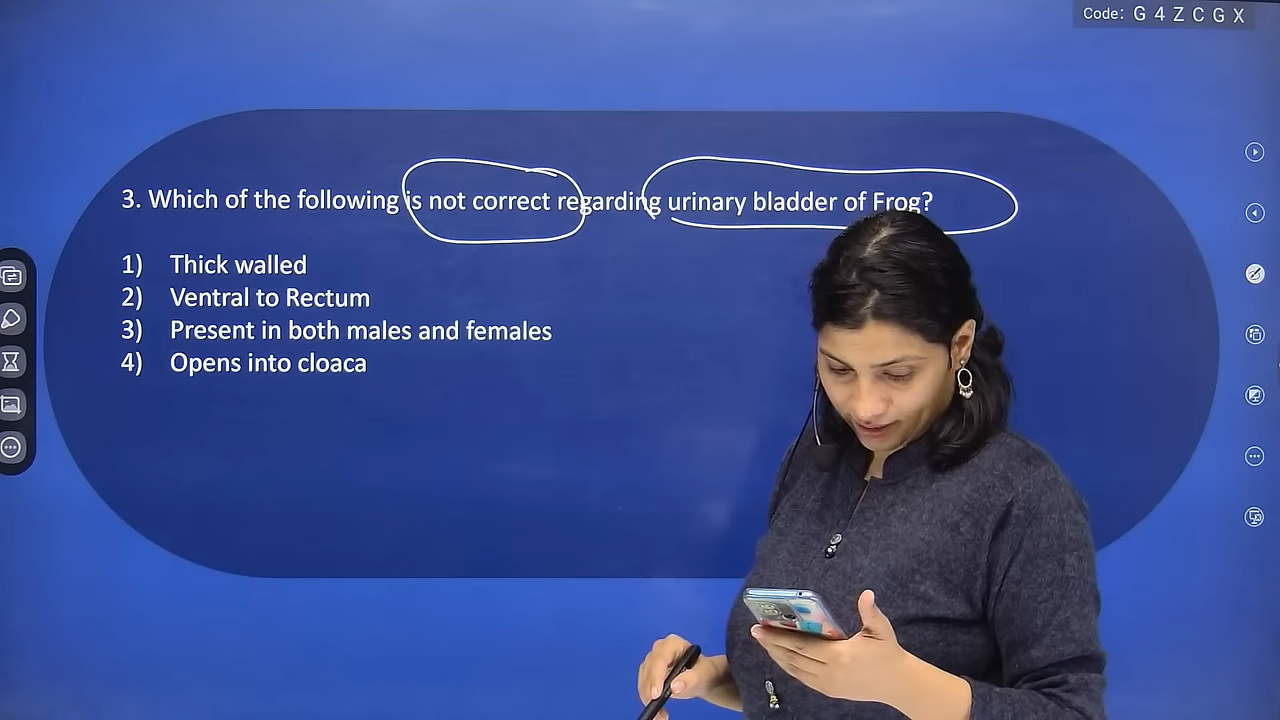 Code: G 4 Z C G X
3. Which of the following is not correct regarding urinary bladder of Frog?
1) Thick walled
2) Ventral to Rectum
3) Present in both males and females
4) Opens into cloaca